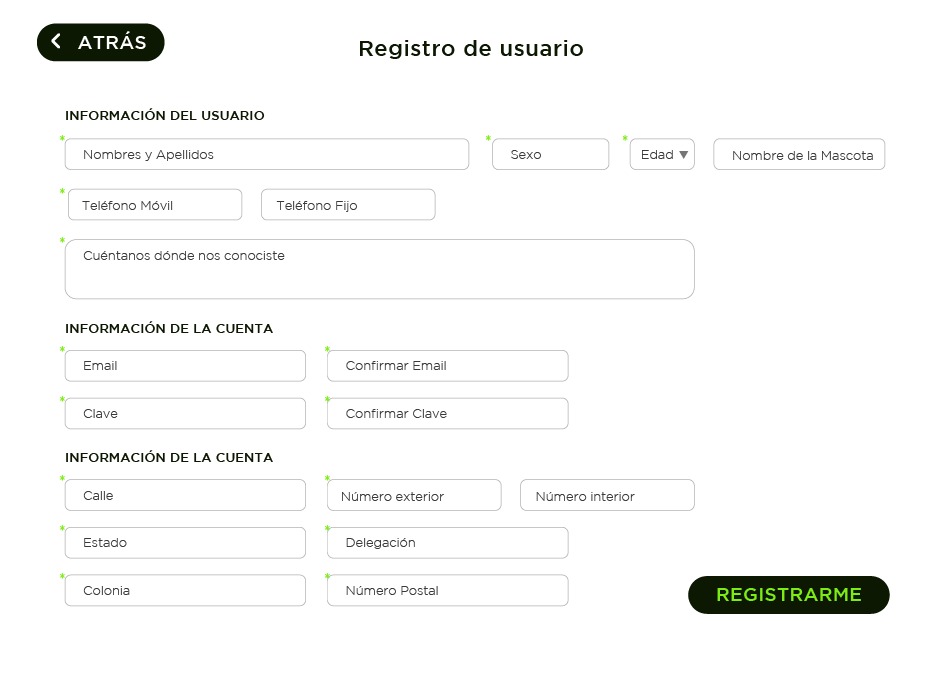 ATRÁS
Registro de usuario
INFORMACIÓN DEL USUARIO
* Nombres y Apellidos * Sexo * Edad Nombre de la Mascota
* Teléfono Móvil Teléfono Fijo
* Cuéntanos dónde nos conociste
INFORMACIÓN DE LA CUENTA
* Email * Confirmar Email
* Clave * Confirmar Clave
INFORMACIÓN DE LA CUENTA
* Calle * Número exterior Número interior
* Estado * Delegación
* Colonia * Número Postal
REGISTRARME